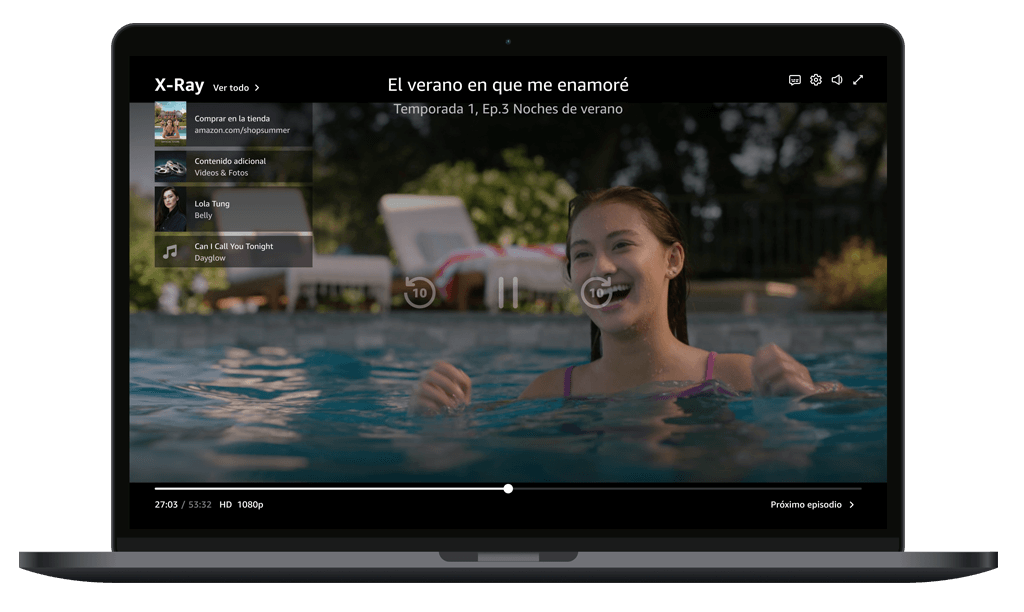 X-Ray Ver todo
El verano en que me enamoré
Temporada 1, Ep.3 Noches de verano
Comprar en la tienda
amazon.com/shopsummer
Contenido adicional
Videos & Fotos
Lola Tung
Belly
Can I Call You Tonight
Dayglow
10
10
27:03 / 53:32 HD 1080p
Próximo episodio